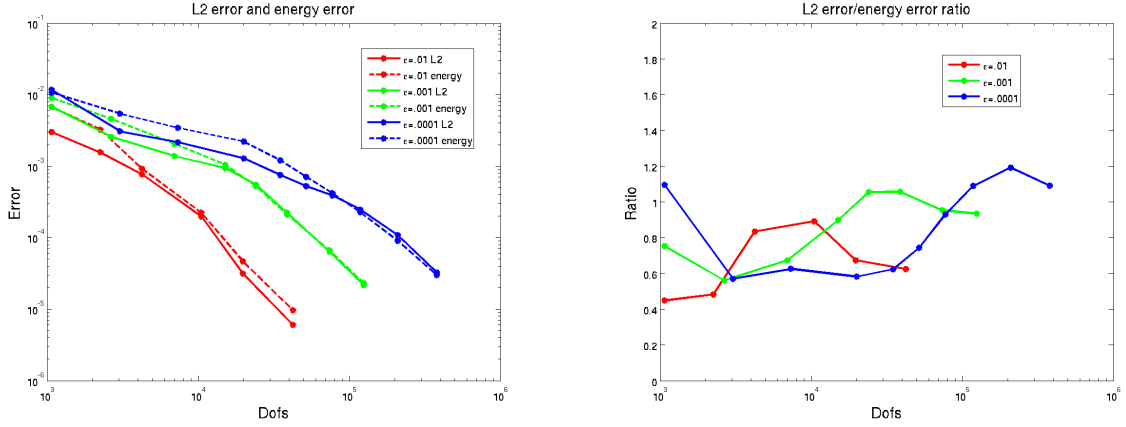 L2 error and energy error
10^-1
10^-2
10^-3
10^-4
10^-5
10^-6
Error
10^3
10^4
10^5
10^6
Dofs
ε=.01 L2
ε=.01 energy
ε=.001 L2
ε=.001 energy
ε=.0001 L2
ε=.0001 energy
L2 error/energy error ratio
2
1.8
1.6
1.4
1.2
1
0.8
0.6
0.4
0.2
0
Ratio
10^3
10^4
10^5
10^6
Dofs
ε=.01
ε=.001
ε=.0001